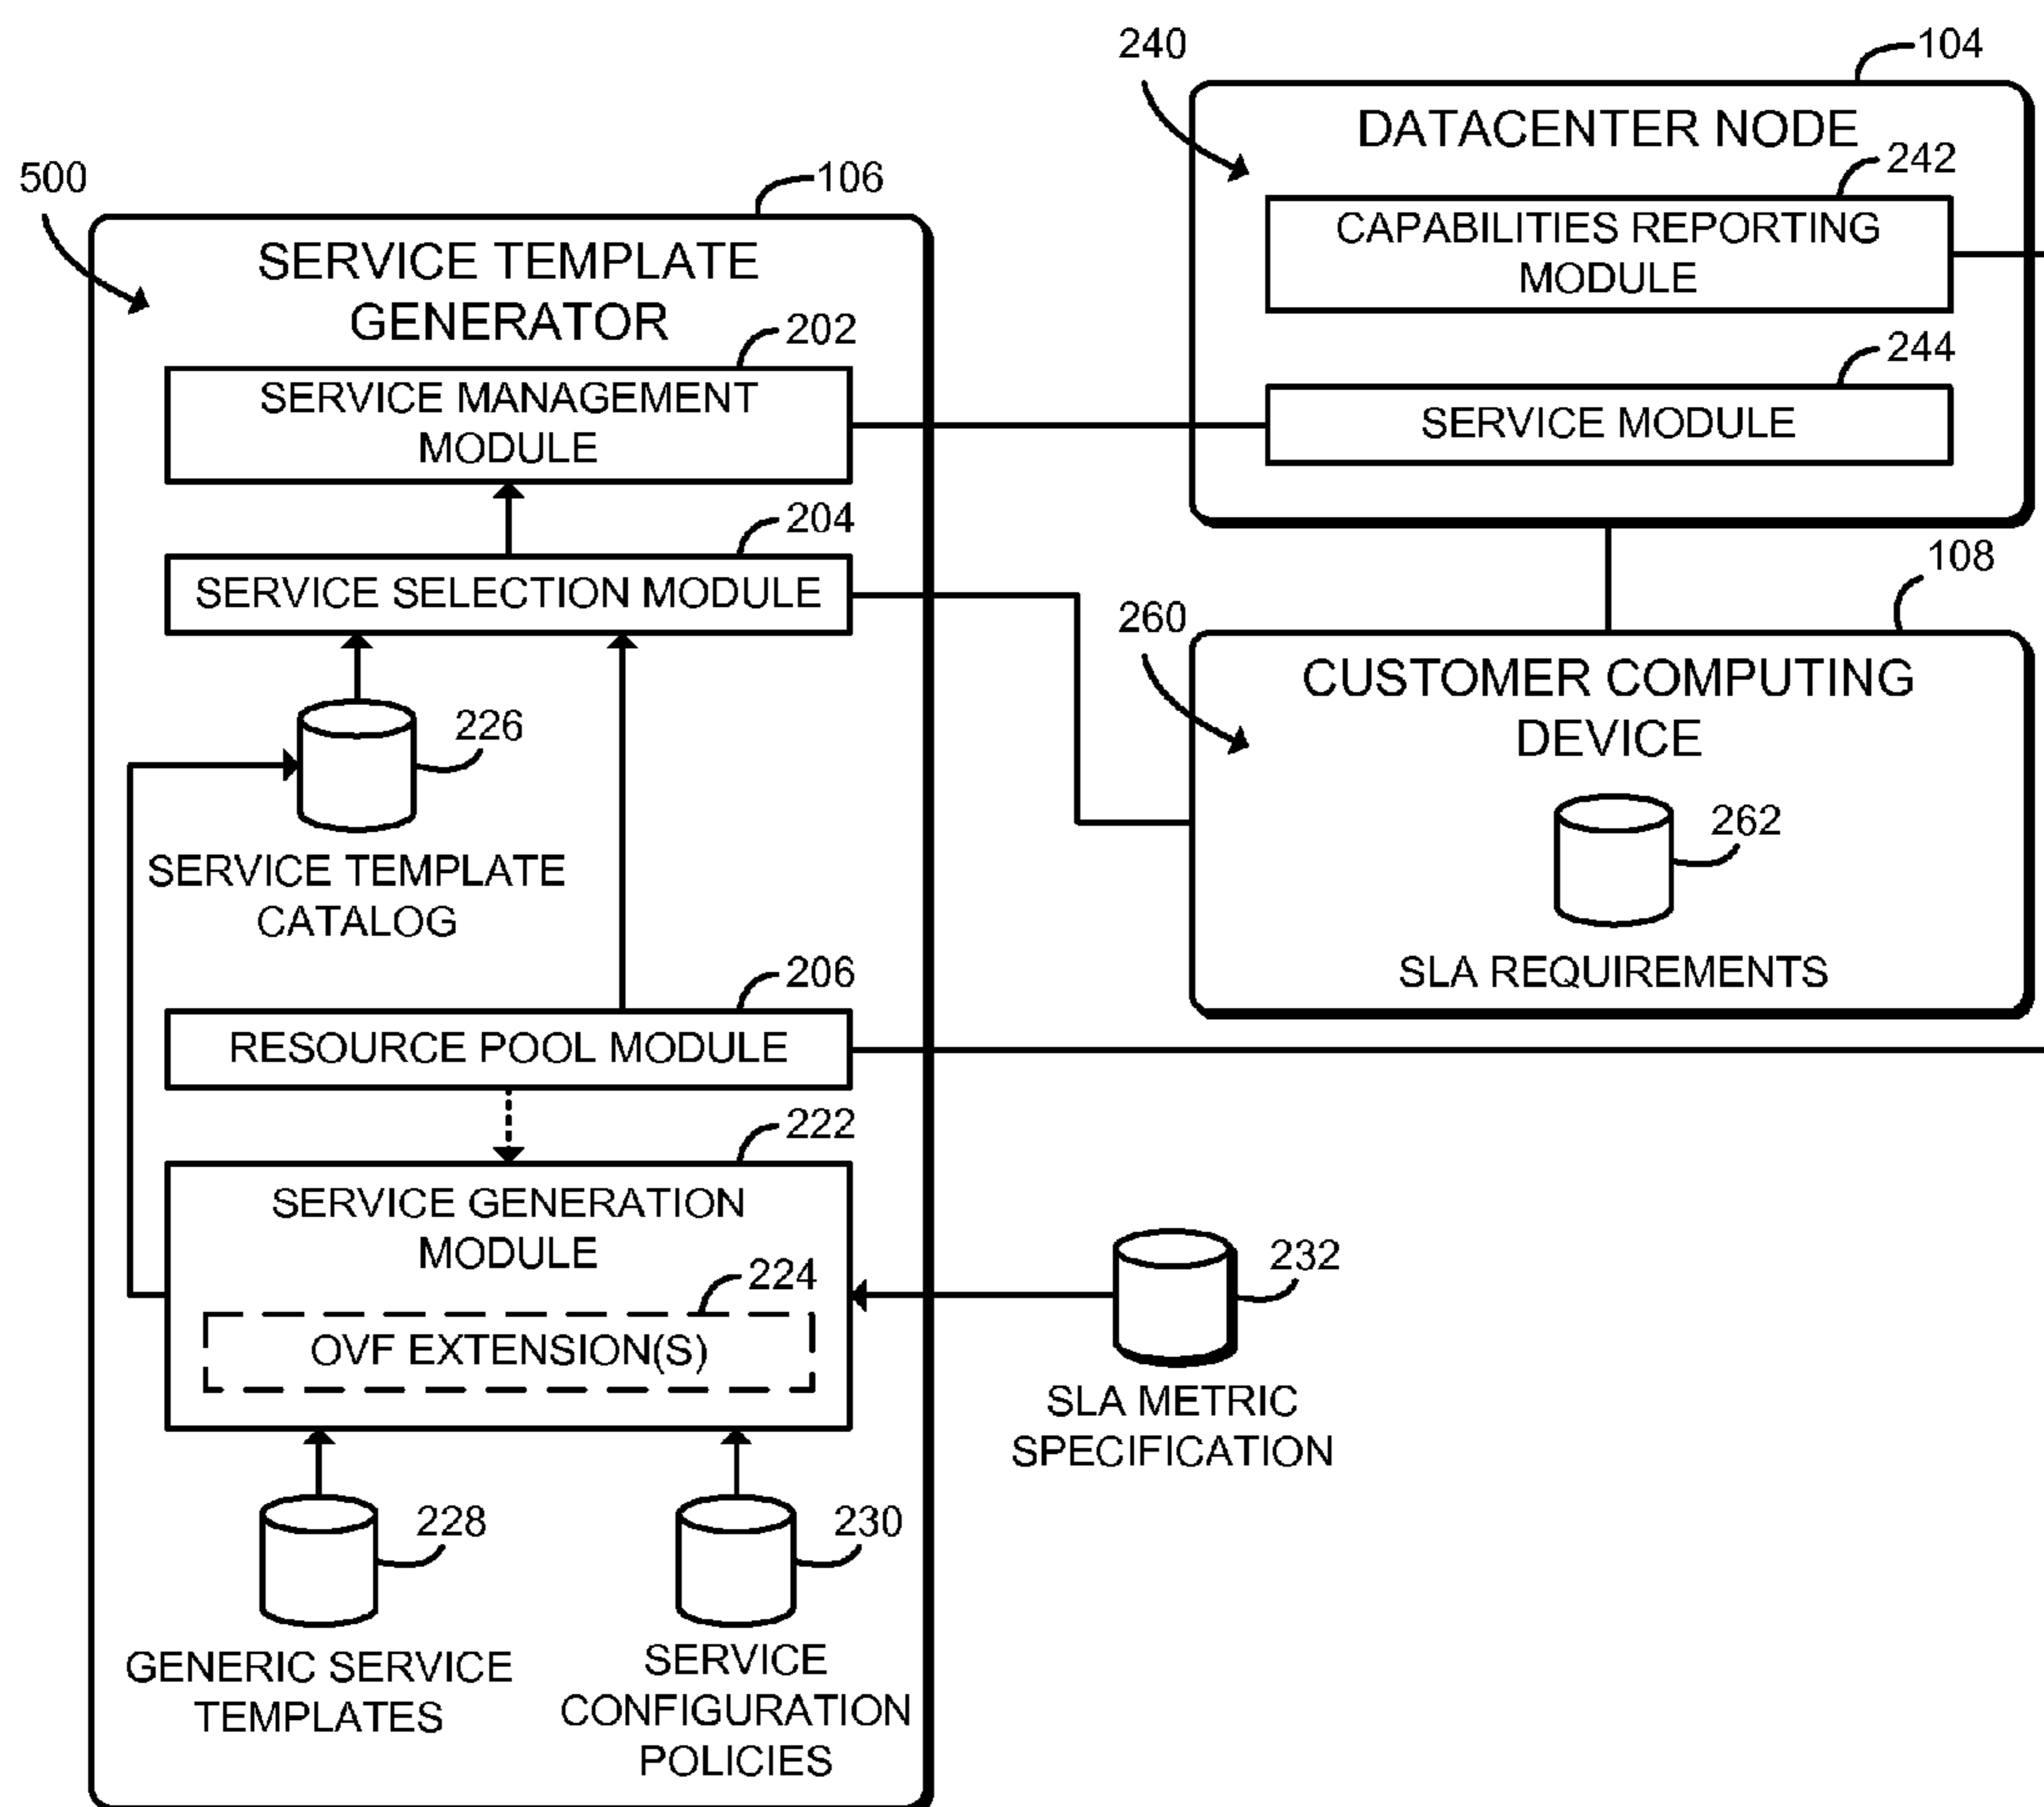 240
104
DATACENTER NODE
242
CAPABILITIES REPORTING
MODULE
244
SERVICE MODULE
500
106
SERVICE TEMPLATE
GENERATOR
202
SERVICE MANAGEMENT
MODULE
204
SERVICE SELECTION MODULE
108
260
CUSTOMER COMPUTING
DEVICE
262
SLA REQUIREMENTS
226
SERVICE TEMPLATE
CATALOG
206
RESOURCE POOL MODULE
222
SERVICE GENERATION
MODULE
224
OVF EXTENSION(S)
232
SLA METRIC
SPECIFICATION
228
GENERIC SERVICE
TEMPLATES
230
SERVICE
CONFIGURATION
POLICIES